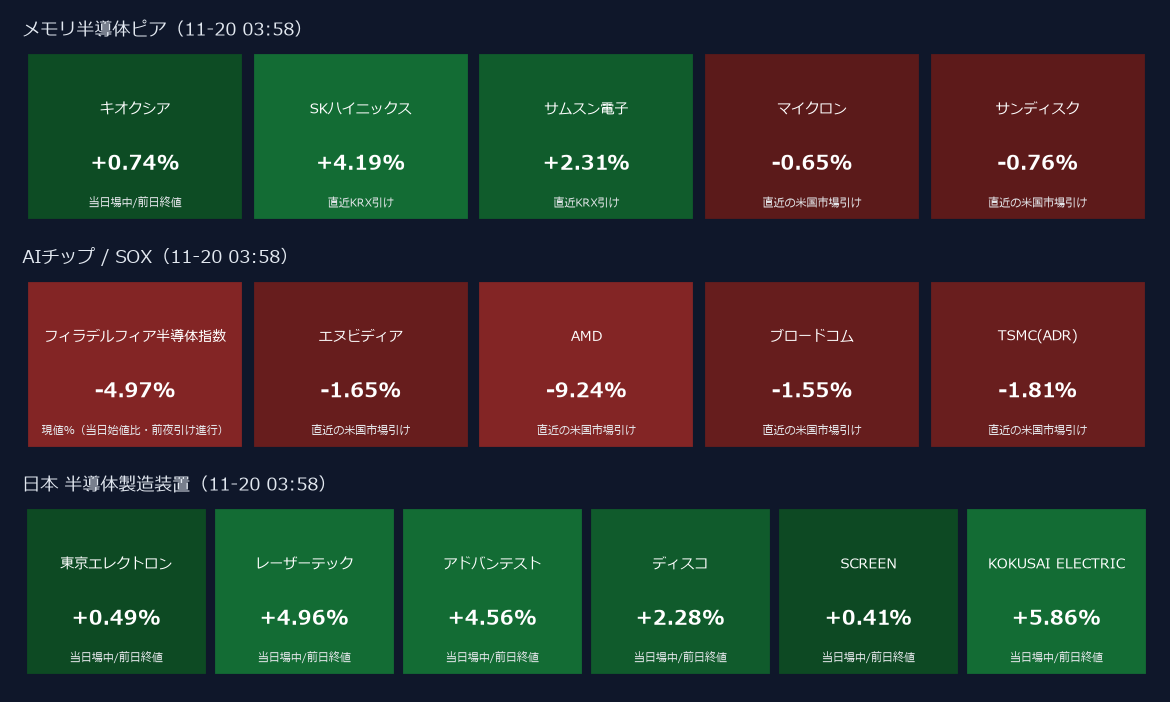 メモリ半導体ピア（11-20 03:58）
キオクシア
+0.74%
当日場中/前日終値
SKハイニックス
+4.19%
直近KRX引け
サムスン電子
+2.31%
直近KRX引け
マイクロン
-0.65%
直近の米国市場引け
サンディスク
-0.76%
直近の米国市場引け
AIチップ / SOX（11-20 03:58）
フィラデルフィア半導体指数
-4.97%
現値%（当日始値比・前夜引け進行）
エヌビディア
-1.65%
直近の米国市場引け
AMD
-9.24%
直近の米国市場引け
ブロードコム
-1.55%
直近の米国市場引け
TSMC(ADR)
-1.81%
直近の米国市場引け
日本 半導体製造装置（11-20 03:58）
東京エレクトロン
+0.49%
当日場中/前日終値
レーザーテック
+4.96%
当日場中/前日終値
アドバンテスト
+4.56%
当日場中/前日終値
ディスコ
+2.28%
当日場中/前日終値
SCREEN
+0.41%
当日場中/前日終値
KOKUSAI ELECTRIC
+5.86%
当日場中/前日終値